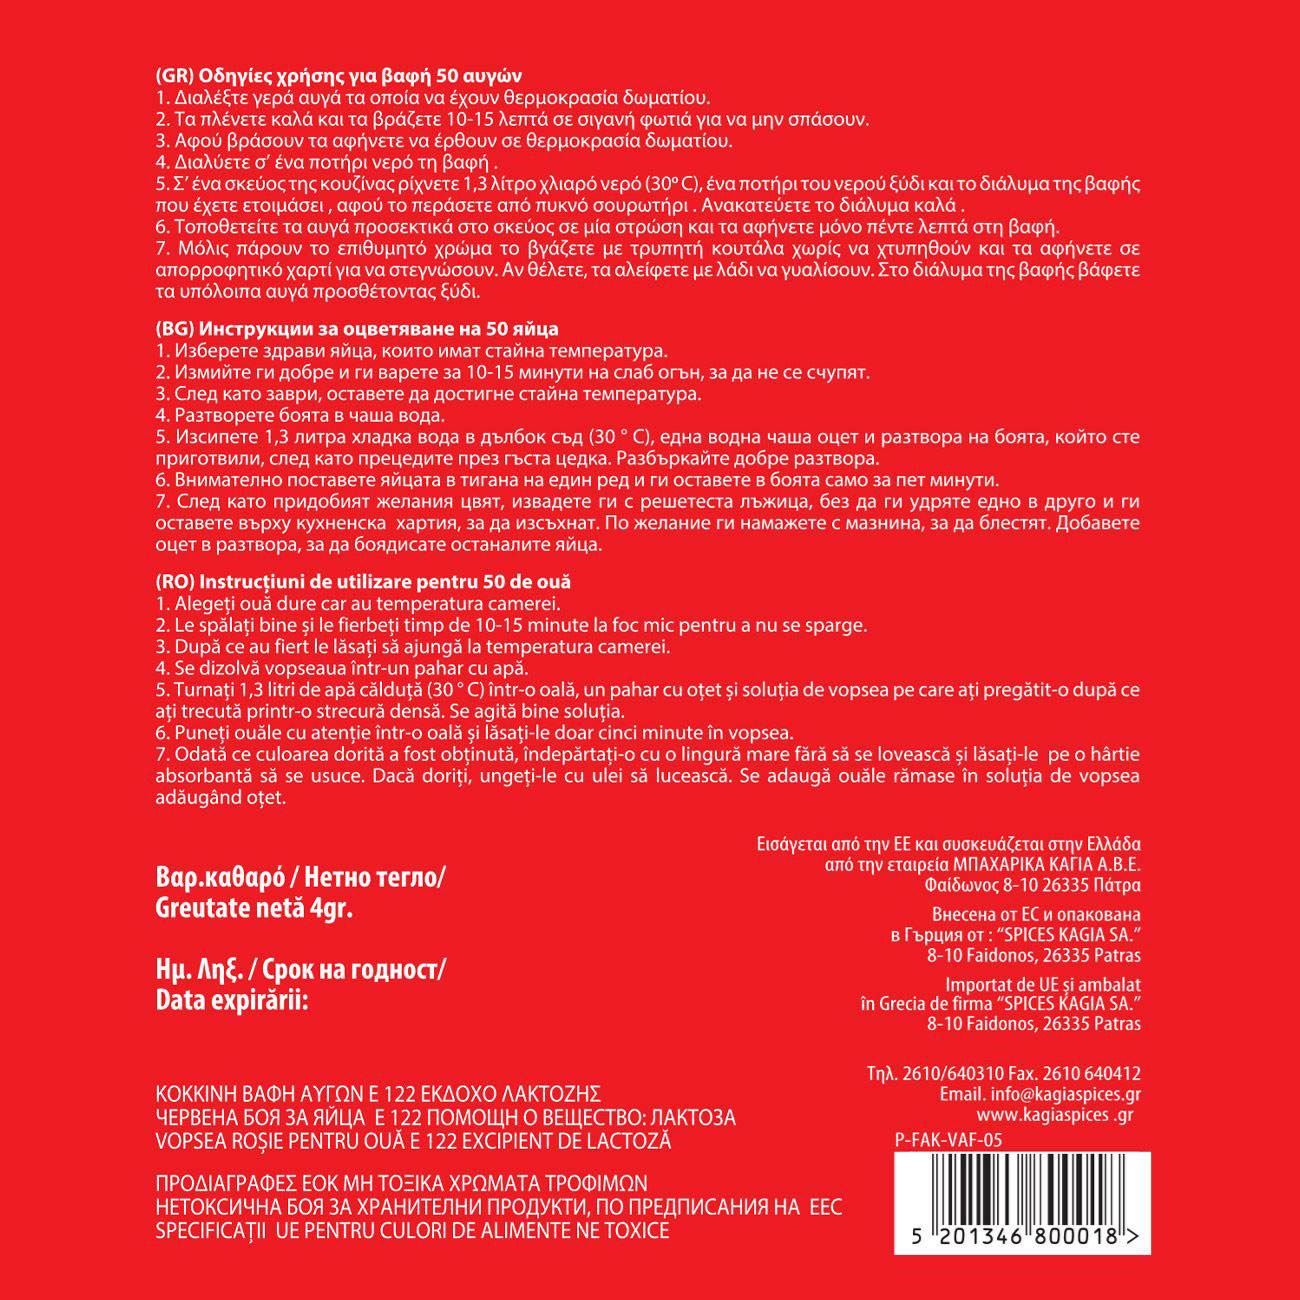 (GR) Οδηγίες χρήσης για βαφή 50 αυγών
1. Διαλέξτε γερά αυγά τα οποία να έχουν θερμοκρασία δωματίου.
2. Τα πλένετε καλά και τα βράζετε 10-15 λεπτά σε σιγανή φωτιά για να μην σπάσουν.
3. Αφού βράσουν τα αφήνετε να έρθουν σε θερμοκρασία δωματίου.
4. Διαλύετε σ’ ένα ποτήρι νερό τη βαφή .
5. Σ’ ένα σκεύος της κουζίνας ρίχνετε 1,3 λίτρο χλιαρό νερό (30º C), ένα ποτήρι του νερού ξύδι και το διάλυμα της βαφής
που έχετε ετοιμάσει , αφού το περάσετε από πυκνό σουρωτήρι . Ανακατεύετε το διάλυμα καλά .
6. Τοποθετείτε τα αυγά προσεκτικά στο σκεύος σε μία στρώση και τα αφήνετε μόνο πέντε λεπτά στη βαφή.
7. Μόλις πάρουν το επιθυμητό χρώμα το βγάζετε με τρυπητή κουτάλα χωρίς να χτυπηθούν και τα αφήνετε σε
απορροφητικό χαρτί για να στεγνώσουν. Αν θέλετε, τα αλείφετε με λάδι να γυαλίσουν. Στο διάλυμα της βαφής βάφετε
τα υπόλοιπα αυγά προσθέτοντας ξύδι.
(BG) Инструкции за оцветяване на 50 яйца
1. Изберете здрави яйца, които имат стайна температура.
2. Измийте ги добре и ги варете за 10-15 минути на слаб огън, за да не се счупят.
3. След като заври, оставете да достигне стайна температура.
4. Разтворете боята в чаша вода.
5. Изсипете 1,3 литра хладка вода в дълбок съд (30 ° C), една водна чаша оцет и разтвора на боята, който сте
приготвили, след като прецедите през гъста цедка. Разбъркайте добре разтвора.
6. Внимателно поставете яйцата в тигана на един ред и ги оставете в боята само за пет минути.
7. След като придобият желания цвят, извадете ги с решетеста лъжица, без да ги удряте едно в друго и ги
оставете върху кухненска хартия, за да изсъхнат. По желание ги намажете с мазнина, за да блестят. Добавете
оцет в разтвора, за да боядисате останалите яйца.
(RO) Instrucțiuni de utilizare pentru 50 de ouă
1. Alegeți ouă dure car au temperatura camerei.
2. Le spălați bine și le fierbeți timp de 10-15 minute la foc mic pentru a nu se sparge.
3. După ce au fiert le lăsați să ajungă la temperatura camerei.
4. Se dizolvă vopseaua într-un pahar cu apă.
5. Turnați 1,3 litri de apă călduță (30 ° C) într-o oală, un pahar cu oțet și soluția de vopsea pe care ați pregătit-o după ce
ați trecută printr-o strecură densă. Se agită bine soluția.
6. Puneți ouăle cu atenție într-o oală și lăsați-le doar cinci minute în vopsea.
7. Odată ce culoarea dorită a fost obținută, îndepărtați-o cu o lingură mare fără să se lovească și lăsați-le pe o hârtie
absorbantă să se usuce. Dacă doriți, ungeți-le cu ulei să lucească. Se adaugă ouăle rămase în soluția de vopsea
adăugând oțet.
Εισάγεται από την ΕΕ και συσκευάζεται στην Ελλάδα
από την εταιρεία ΜΠΑΧΑΡΙΚΑ ΚΑΓΙΑ Α.Β.Ε.
Φαίδωνος 8-10 26335 Πάτρα
Βαρ.καθαρό / Нетно тегло/
Greutate netă 4gr.
Внесена от ЕС и опакована
в Гърция от : “SPICES KAGIA SA.”
8-10 Faidonos, 26335 Patras
Ημ. Ληξ. / Срок на годност/
Data expirării:
Importat de UE și ambalat
în Grecia de firma “SPICES KAGIA SA.”
8-10 Faidonos, 26335 Patras
Τηλ. 2610/640310 Fax. 2610 640412
Email. info@kagiaspices.gr
www.kagiaspices .gr
ΚΟΚΚΙΝΗ ΒΑΦΗ ΑΥΓΩΝ Ε 122 ΕΚΔΟΧΟ ΛΑΚΤΟΖΗΣ
ЧЕРВЕНА БОЯ ЗА ЯЙЦА Е 122 ПОМОЩН О ВЕЩЕСТВО: ЛАКТОЗА
VOPSEA ROȘIE PENTRU OUĂ E 122 EXCIPIENT DE LACTOZĂ
P-FAK-VAF-05
ΠΡΟΔΙΑΓΡΑΦΕΣ ΕΟΚ ΜΗ ΤΟΞΙΚΑ ΧΡΩΜΑΤΑ ΤΡΟΦΙΜΩΝ
НЕТОКСИЧНА БОЯ ЗА ХРАНИТЕЛНИ ПРОДУКТИ, ПО ПРЕДПИСАНИЯ НА ЕЕС
SPECIFICAȚII UE PENTRU CULORI DE ALIMENTE NE TOXICE
5 201346 800018 >